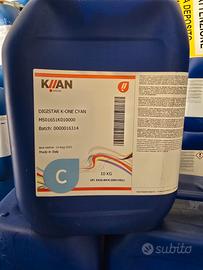 KIIAN
DIGISTAR K-ONE CYAN
MS01651K010000
Batch: 0000016314
Made in Italy
C
10 KG
subito